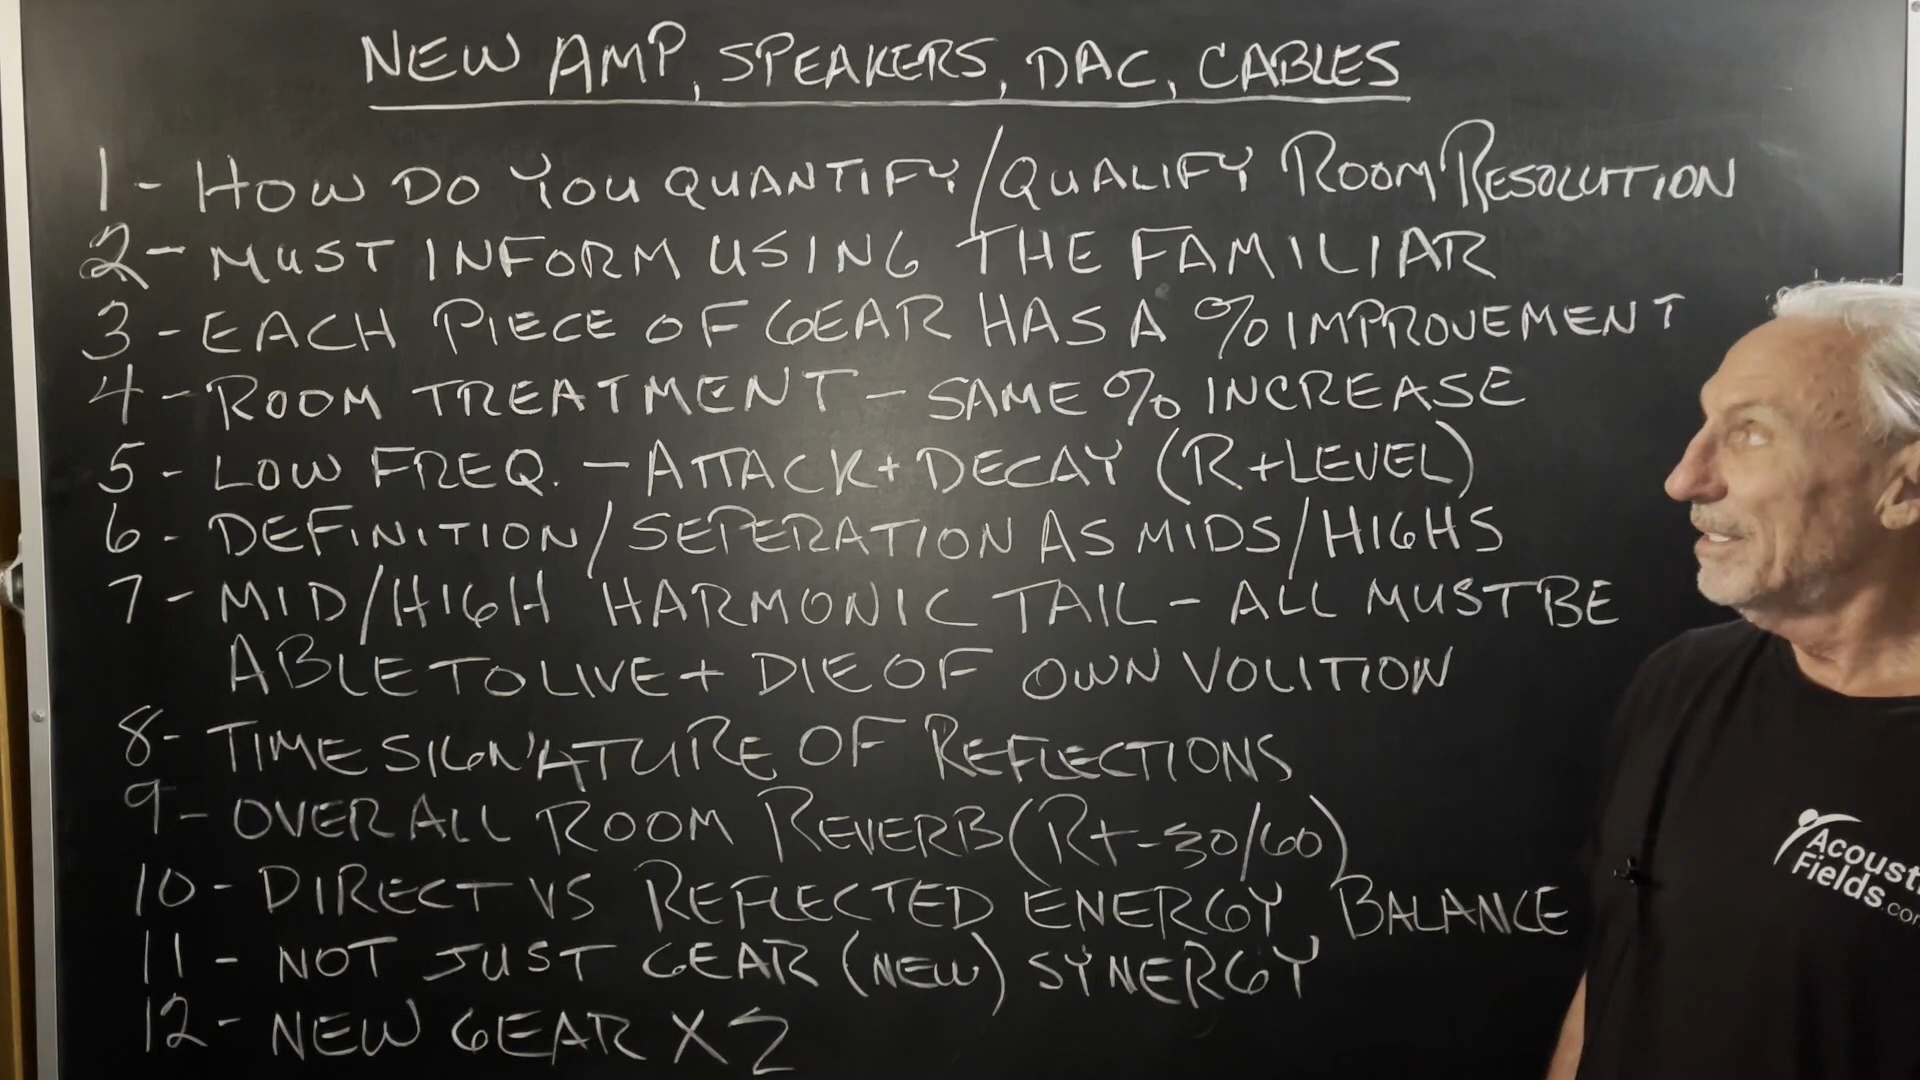 NEW AMP, SPEAKERS, DAC, CABLES
1 - HOW DO YOU QUANTIFY/QUALIFY ROOM RESOLUTION
2 - MUST INFORM USING THE FAMILIAR
3 - EACH PIECE OF GEAR HAS A % IMPROVEMENT
4 - ROOM TREATMENT - SAME % INCREASE
5 - LOW FREQ. - ATTACK + DECAY (R + LEVEL)
6 - DEFINITION/SEPERATION AS MIDS/HIGHS
7 - MID/HIGH HARMONIC TAIL - ALL MUST BE
ABLE TO LIVE + DIE OF OWN VOLITION
8 - TIME SIGNATURE OF REFLECTIONS
9 - OVERALL ROOM REVERB (Rt-30/60)
10 - DIRECT VS REFLECTED ENERGY BALANCE
11 - NOT JUST GEAR (NEW) SYNERGY
12 - NEW GEAR X 2
Acousti
Fields.co